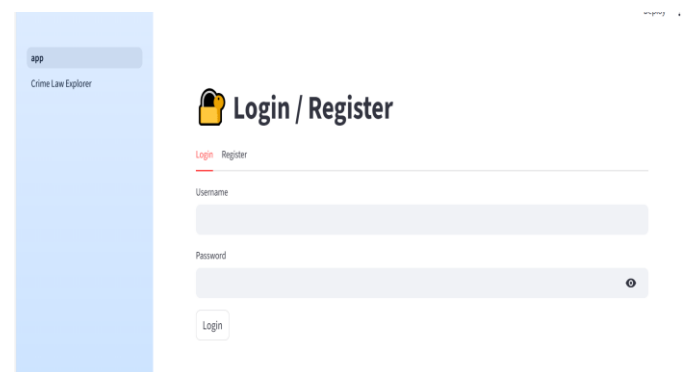 app
Crime Law Explorer
Login / Register
Login Register
Username
Password
Login